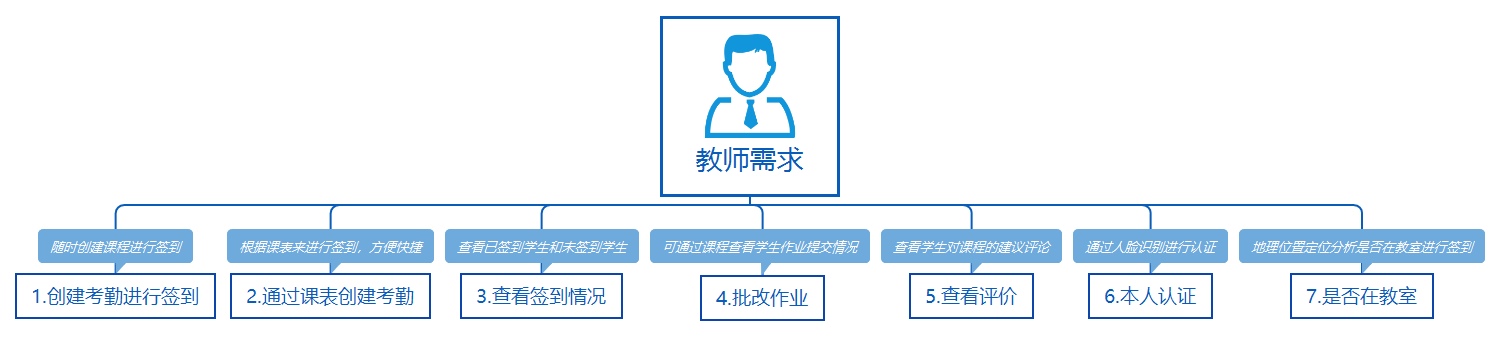 教师需求
随时创建课程进行签到
根据课表来进行签到，方便快捷
查看已签到学生和未签到学生
可通过课程查看学生作业提交情况
查看学生对课程的建议评论
通过人脸识别进行认证
地理位置定位分析是否在教室进行签到
1.创建考勤进行签到
2.通过课表创建考勤
3.查看签到情况
4.批改作业
5.查看评价
6.本人认证
7.是否在教室